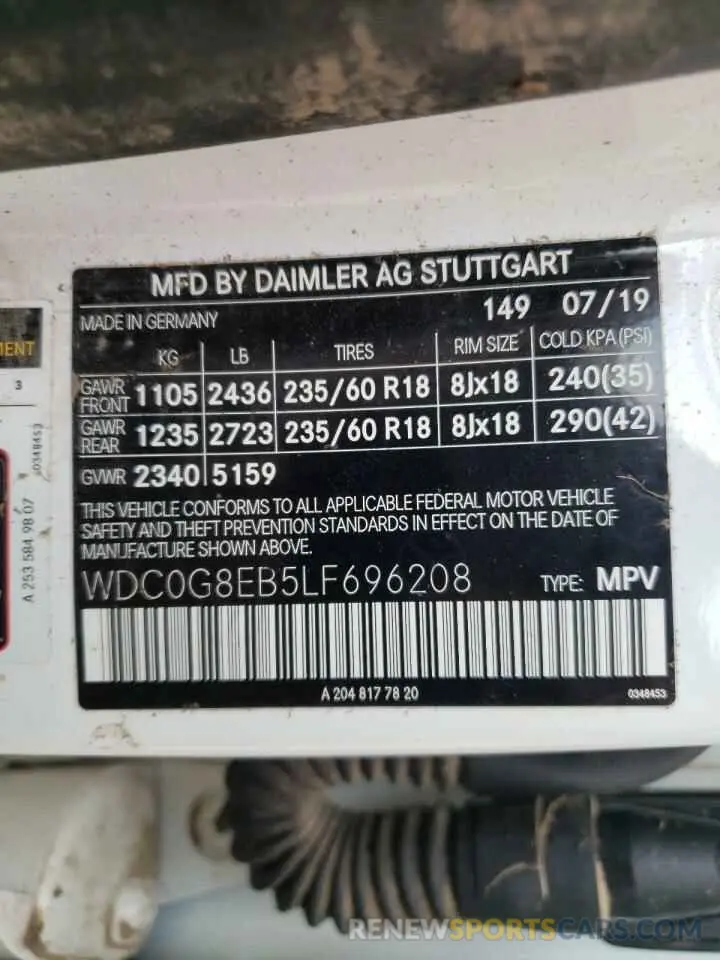 MFD BY DAIMLER AG STUTTGART
MADE IN GERMANY 149 07/19
KG LB TIRES RIM SIZE COLD KPA(PSI)
GAWR FRONT 1105 2436 235/60 R18 8Jx18 240(35)
GAWR REAR 1235 2723 235/60 R18 8Jx18 290(42)
GVWR 2340 5159
THIS VEHICLE CONFORMS TO ALL APPLICABLE FEDERAL MOTOR VEHICLE
SAFETY AND THEFT PREVENTION STANDARDS IN EFFECT ON THE DATE OF
MANUFACTURE SHOWN ABOVE.
WDC0G8EB5LF696208 TYPE: MPV
A 204 817 78 20 0348453
3
0348453
A 253 584 98 07
RENEWSPORTSCARS.COM